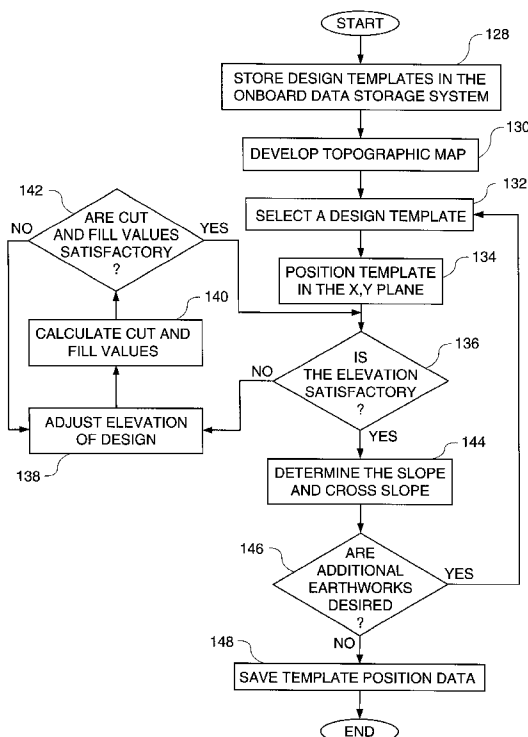 START
128
STORE DESIGN TEMPLATES IN THE
ONBOARD DATA STORAGE SYSTEM
130
DEVELOP TOPOGRAPHIC MAP
132
SELECT A DESIGN TEMPLATE
134
POSITION TEMPLATE
IN THE X,Y PLANE
136
IS
THE ELEVATION
SATISFACTORY
?
NO
YES
138
ADJUST ELEVATION
OF DESIGN
140
CALCULATE CUT AND
FILL VALUES
142
ARE CUT
AND FILL VALUES
SATISFACTORY
?
NO
YES
144
DETERMINE THE SLOPE
AND CROSS SLOPE
146
ARE
ADDITIONAL
EARTHWORKS
DESIRED
?
YES
NO
148
SAVE TEMPLATE POSITION DATA
END